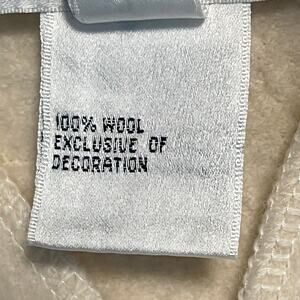 100% WOOL
EXCLUSIVE OF
DECORATION